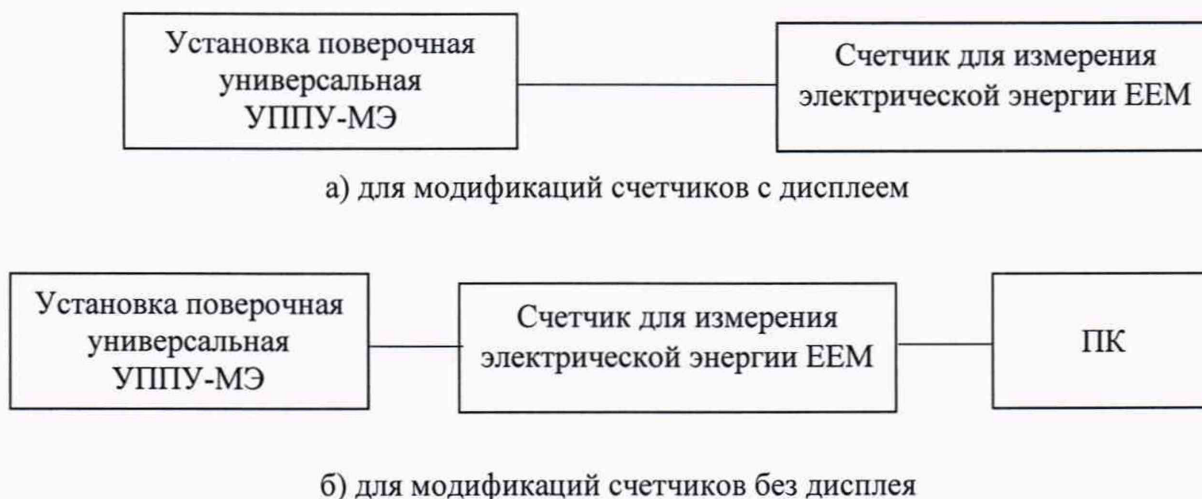 Установка поверочная
универсальная
УППУ-МЭ
Счетчик для измерения
электрической энергии ЕЕМ
а) для модификаций счетчиков с дисплеем
Установка поверочная
универсальная
УППУ-МЭ
Счетчик для измерения
электрической энергии ЕЕМ
ПК
б) для модификаций счетчиков без дисплея